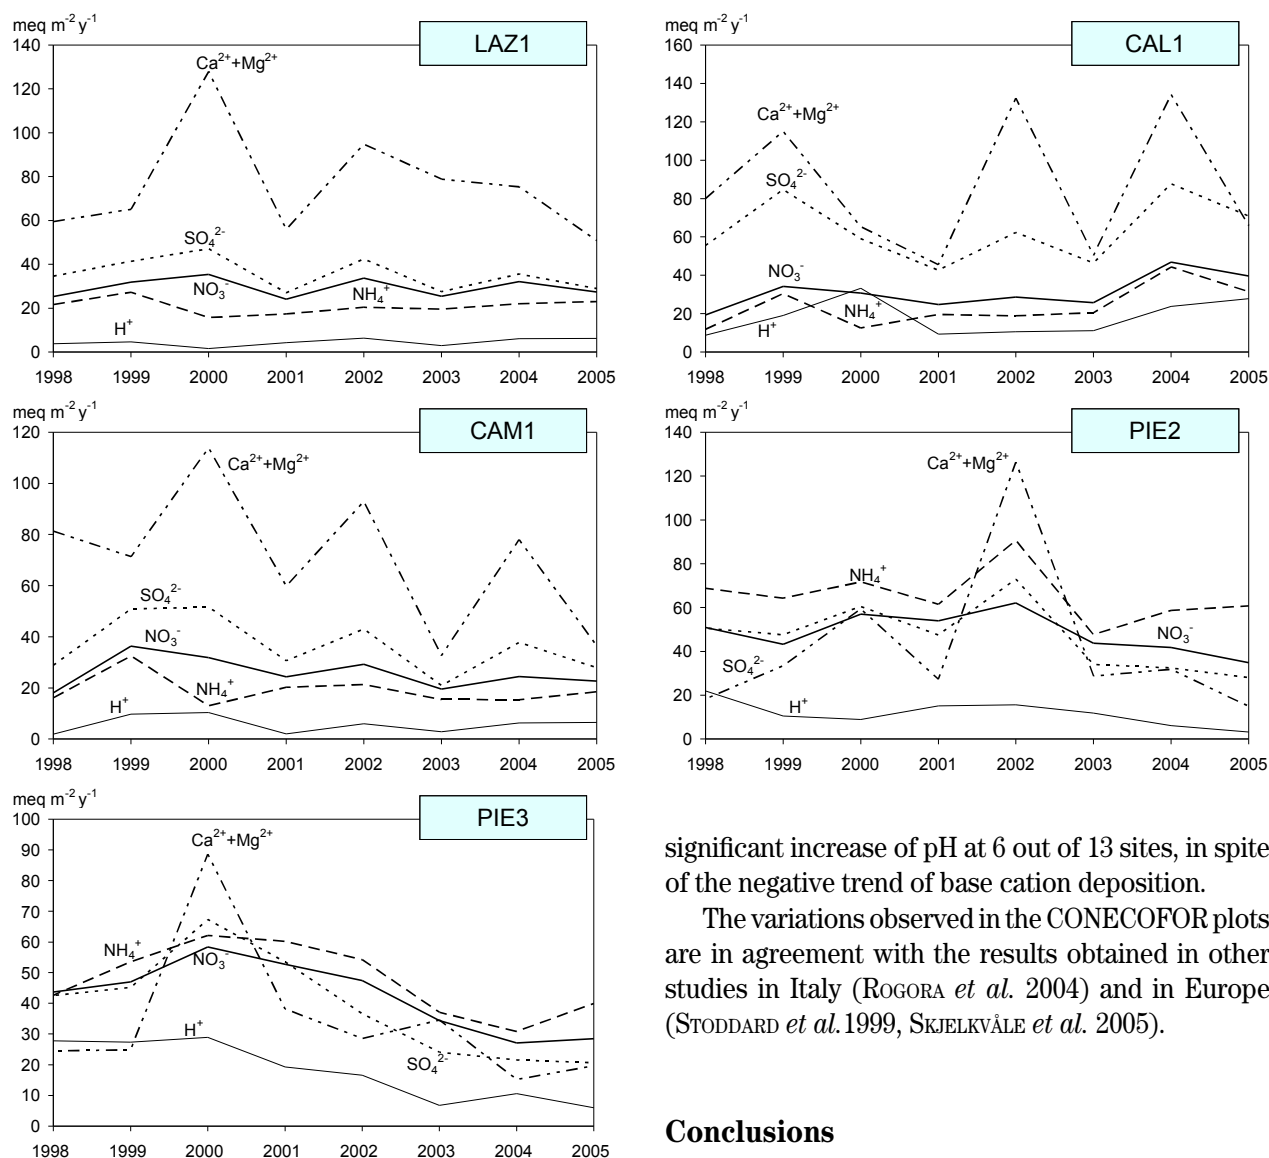 meq m-2 y-1
LAZ1
140
120
100
80
60
40
20
0
Ca2++Mg2+
SO42-
NO3-
NH4+
H+
1998 1999 2000 2001 2002 2003 2004 2005
meq m-2 y-1
CAL1
160
140
120
100
80
60
40
20
0
Ca2++Mg2+
SO42-
NO3-
NH4+
H+
1998 1999 2000 2001 2002 2003 2004 2005
meq m-2 y-1
CAM1
120
100
80
60
40
20
0
Ca2++Mg2+
SO42-
NO3-
NH4+
H+
1998 1999 2000 2001 2002 2003 2004 2005
meq m-2 y-1
PIE2
140
120
100
80
60
40
20
0
Ca2++Mg2+
NH4+
NO3-
SO42-
H+
1998 1999 2000 2001 2002 2003 2004 2005
meq m-2 y-1
PIE3
100
90
80
70
60
50
40
30
20
10
0
Ca2++Mg2+
NH4+
NO3-
H+
SO42-
1998 1999 2000 2001 2002 2003 2004 2005
significant increase of pH at 6 out of 13 sites, in spite
of the negative trend of base cation deposition.
The variations observed in the CONECOFOR plots
are in agreement with the results obtained in other
studies in Italy (ROGORA et al. 2004) and in Europe
(STODDARD et al.1999, SKJELKVÅLE et al. 2005).
Conclusions